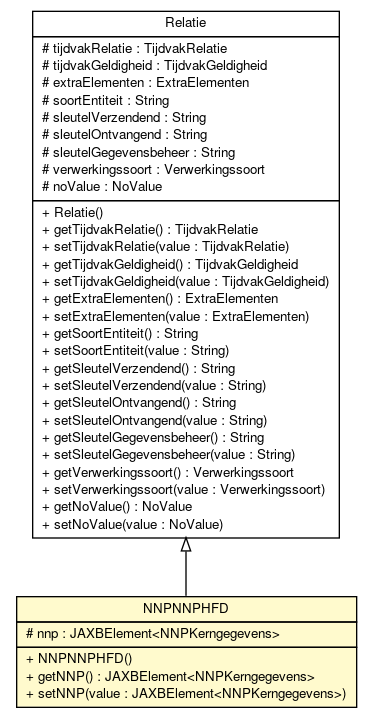 Relatie
# tijdvakRelatie : TijdvakRelatie
# tijdvakGeldigheid : TijdvakGeldigheid
# extraElementen : ExtraElementen
# soortEntiteit : String
# sleutelVerzendend : String
# sleutelOntvangend : String
# sleutelGegevensbeheer : String
# verwerkingssoort : Verwerkingssoort
# noValue : NoValue
+ Relatie()
+ getTijdvakRelatie() : TijdvakRelatie
+ setTijdvakRelatie(value : TijdvakRelatie)
+ getTijdvakGeldigheid() : TijdvakGeldigheid
+ setTijdvakGeldigheid(value : TijdvakGeldigheid)
+ getExtraElementen() : ExtraElementen
+ setExtraElementen(value : ExtraElementen)
+ getSoortEntiteit() : String
+ setSoortEntiteit(value : String)
+ getSleutelVerzendend() : String
+ setSleutelVerzendend(value : String)
+ getSleutelOntvangend() : String
+ setSleutelOntvangend(value : String)
+ getSleutelGegevensbeheer() : String
+ setSleutelGegevensbeheer(value : String)
+ getVerwerkingssoort() : Verwerkingssoort
+ setVerwerkingssoort(value : Verwerkingssoort)
+ getNoValue() : NoValue
+ setNoValue(value : NoValue)
NNPNNPHFD
# nnp : JAXBElement<NNPKerngegevens>
+ NNPNNPHFD()
+ getNNP() : JAXBElement<NNPKerngegevens>
+ setNNP(value : JAXBElement<NNPKerngegevens>)